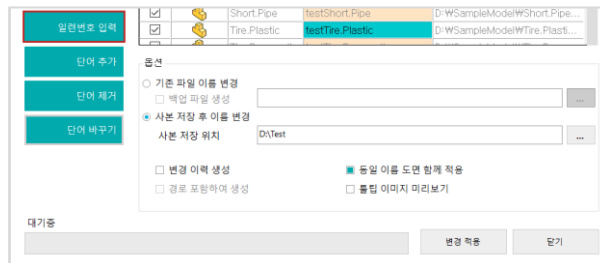 일련번호 입력
단어 추가
단어 제거
단어 바꾸기
Short.Pipe testShort.Pipe D:₩SampleModel₩Short.Pipe...
Tire.Plastic testTire.Plastic D:₩SampleModel₩Tire.Plasti...
옵션
기존 파일 이름 변경
백업 파일 생성 ...
사본 저장 후 이름 변경
사본 저장 위치 D:\Test ...
변경 이력 생성 동일 이름 도면 함께 적용
경로 포함하여 생성 툴팁 이미지 미리보기
대기중
변경 적용 닫기